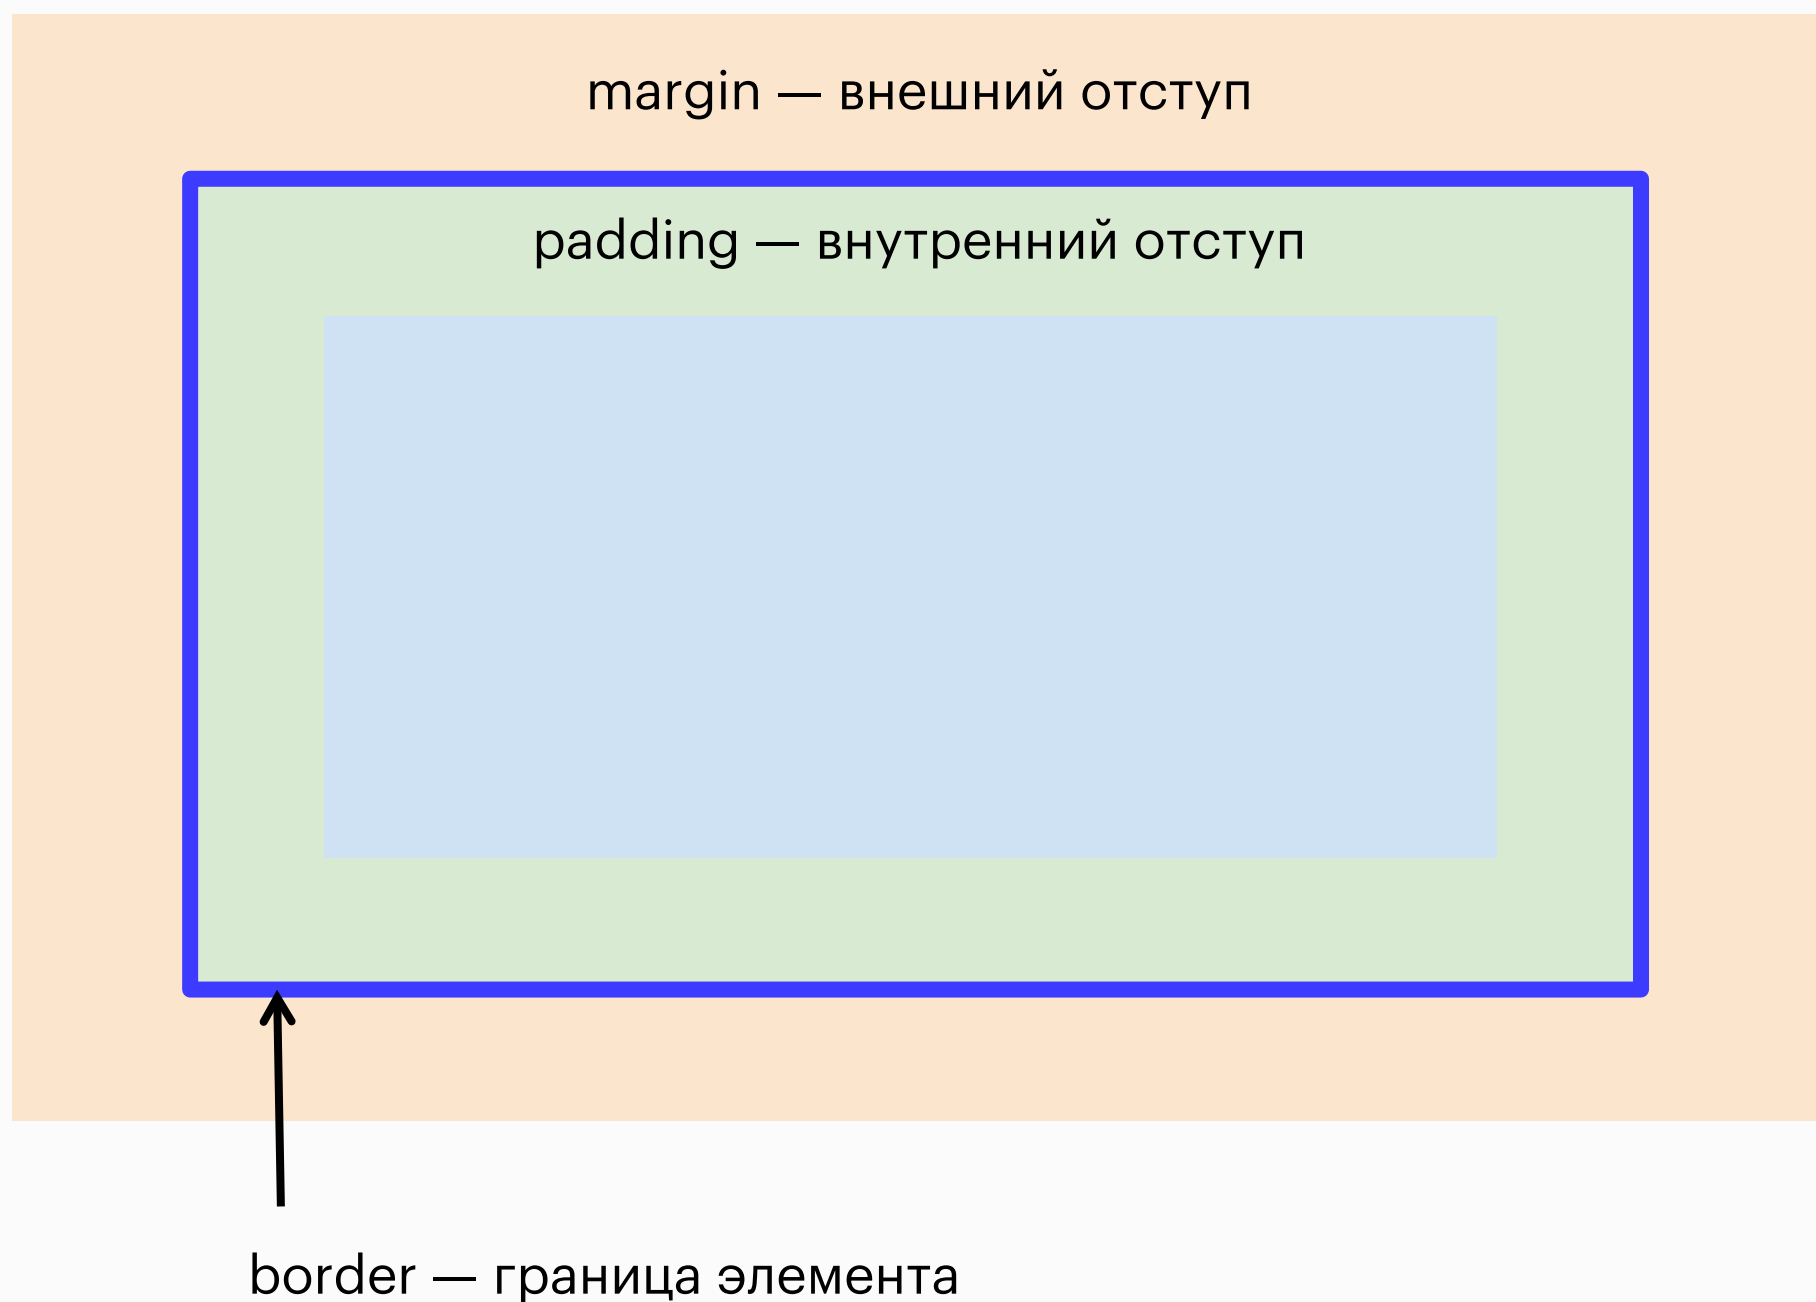 margin — внешний отступ
padding — внутренний отступ
border — граница элемента